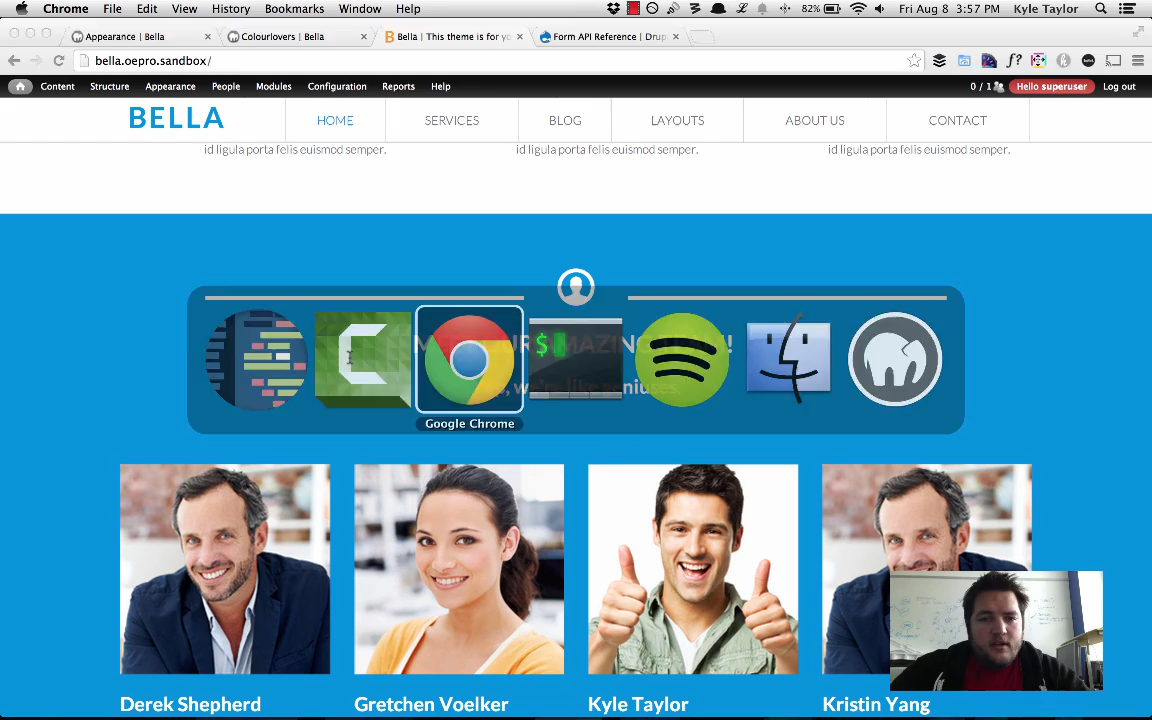 Chrome File Edit View History Bookmarks Window Help 82% Fri Aug 8 3:57 PM Kyle Taylor
Appearance | Bella Colourlovers | Bella Bella | This theme is for yo Form API Reference | Drup
bella.oepro.sandbox/
Content Structure Appearance People Modules Configuration Reports Help 0 / 1 Hello superuser Log out
BELLA HOME SERVICES BLOG LAYOUTS ABOUT US CONTACT
id ligula porta felis euismod semper. id ligula porta felis euismod semper. id ligula porta felis euismod semper.
$
Google Chrome
Derek Shepherd Gretchen Voelker Kyle Taylor Kristin Yang